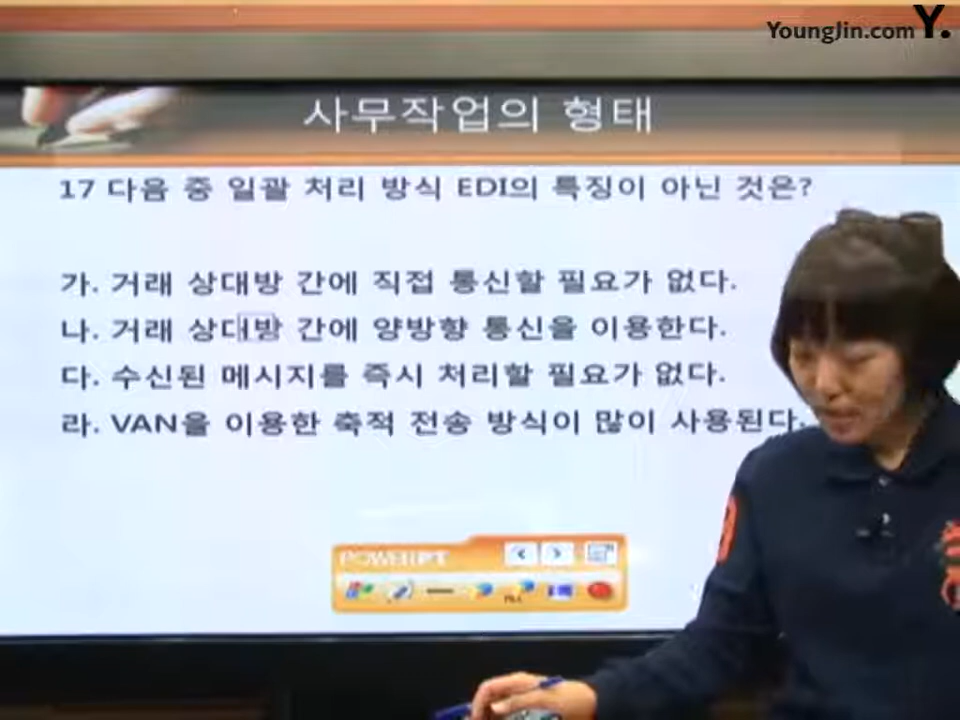 YoungJin.com Y.
사무작업의 형태
17 다음 중 일괄 처리 방식 EDI의 특징이 아닌 것은?
가. 거래 상대방 간에 직접 통신할 필요가 없다.
나. 거래 상대방 간에 양방향 통신을 이용한다.
다. 수신된 메시지를 즉시 처리할 필요가 없다.
라. VAN을 이용한 축적 전송 방식이 많이 사용된다.